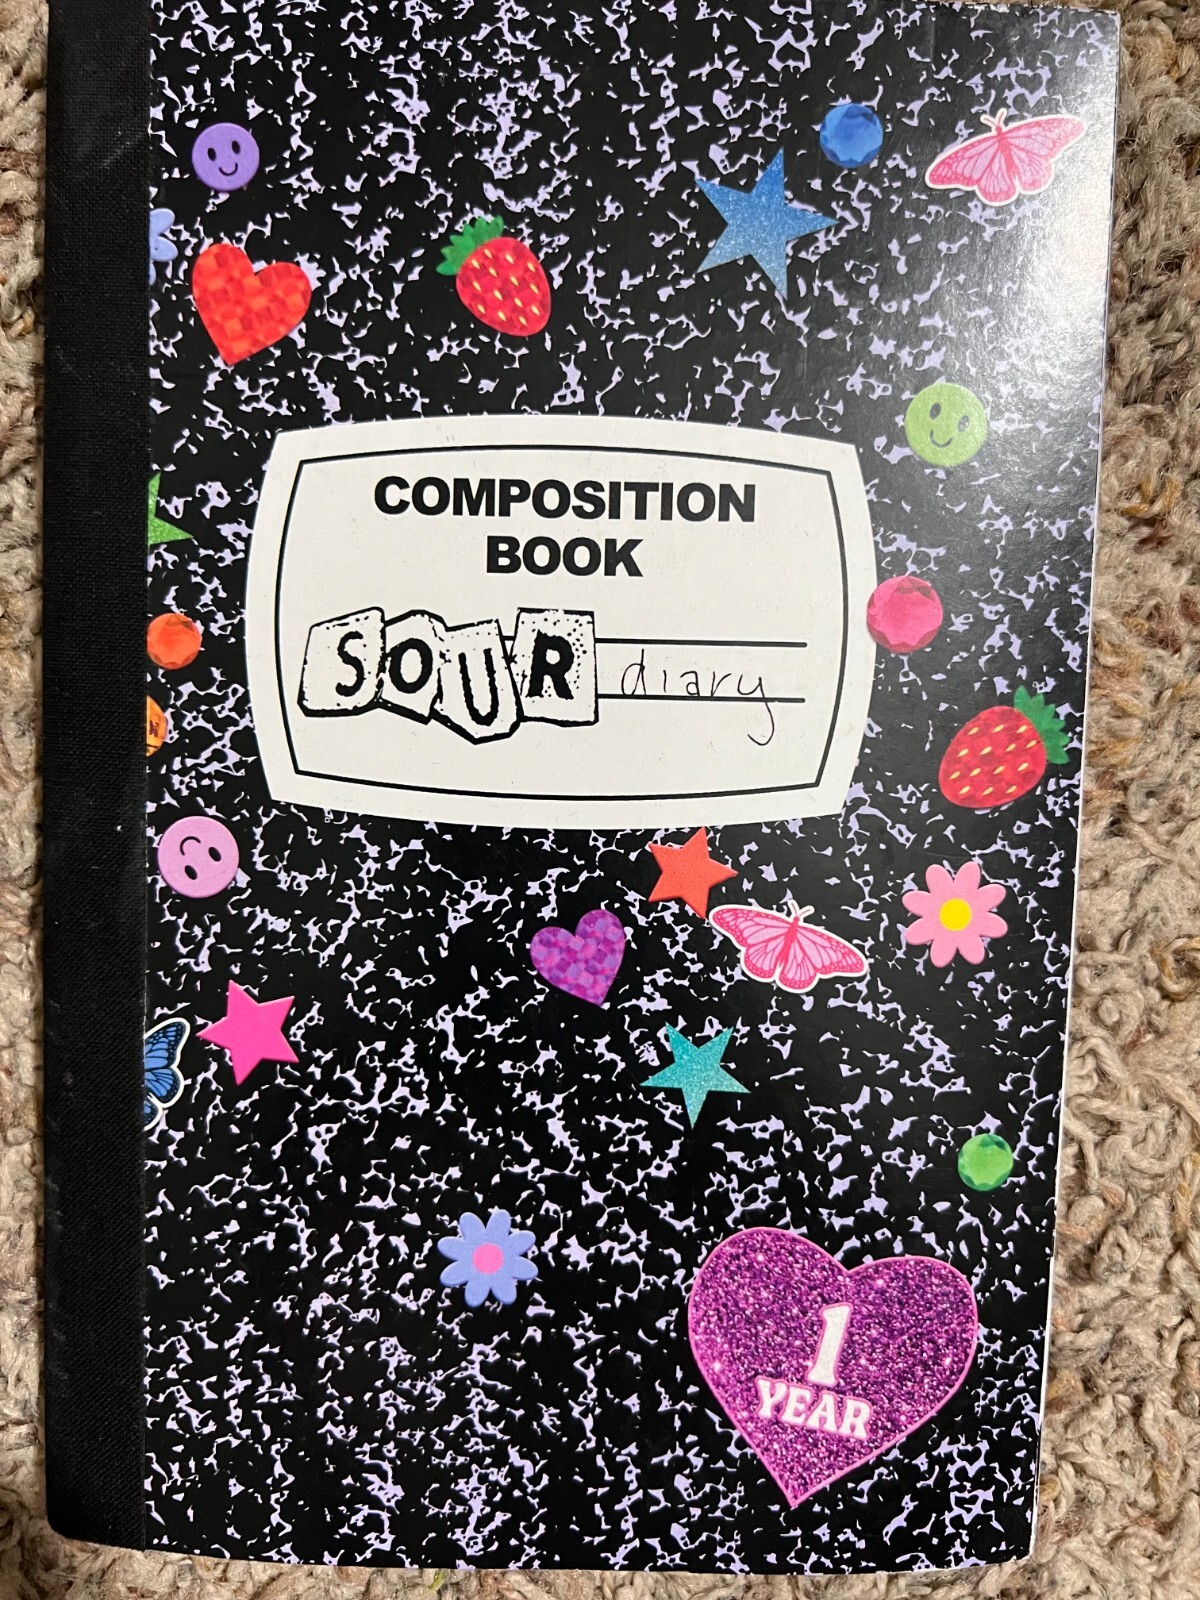 COMPOSITION
BOOK
SOUR diary
1
YEAR